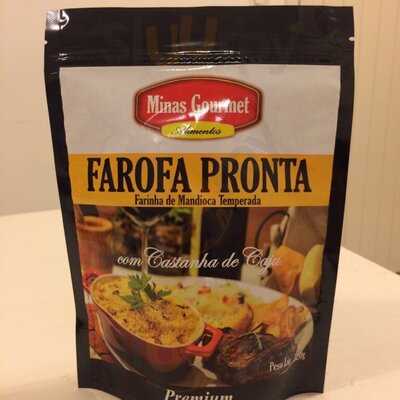 Minas Gourmet
Alimentos
FAROFA PRONTA
Farinha de Mandioca Temperada
com Castanha de Caju
Premium